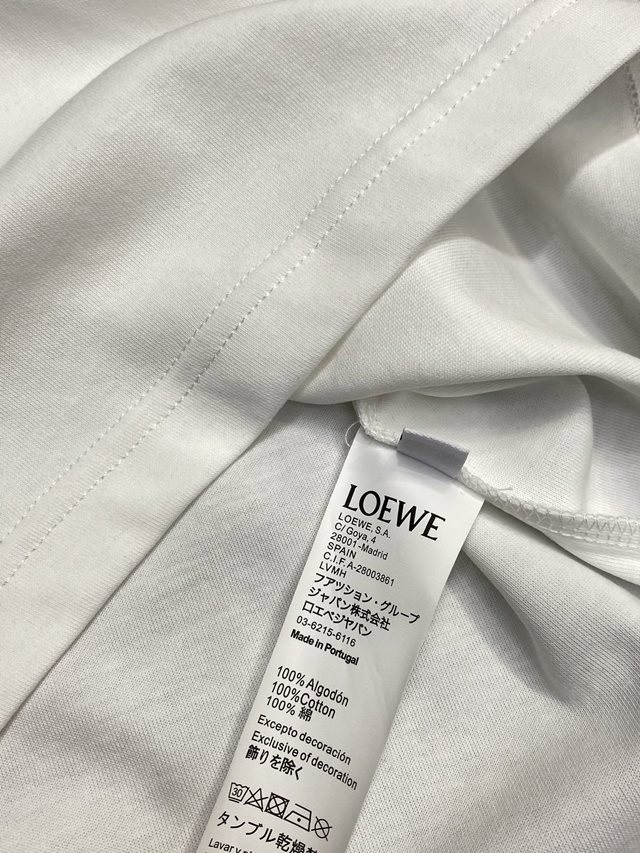 LOEWE
LOEWE, S.A.
C/Goya, 4
28001-Madrid
SPAIN
C.I.F. A-28003861
LVMH
ファッション・グループ
ジャパン株式会社
ロエベジャパン
03-6215-6116
Made in Portugal
100% Algodón
100%Cotton
100% 綿
Excepto decoración
Exclusive of decoration
飾りを除く
30
タンブル乾燥
Lavar y